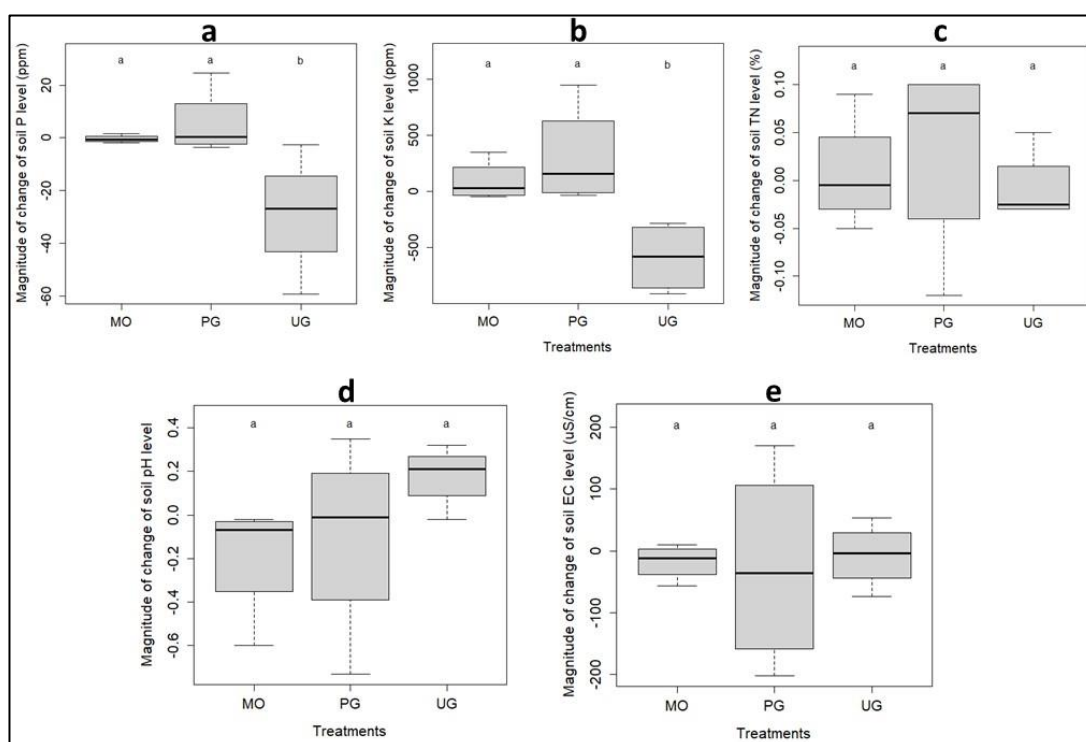 a
Magnitude of change of soil P level (ppm)
20
0
-20
-40
-60
a a b
MO PG UG
b
Magnitude of change of soil K level (ppm)
1000
500
0
-500
a a b
MO PG UG
Treatments
c
Magnitude of change of soil TN level (%)
0.10
0.05
0.00
-0.05
-0.10
a a a
MO PG UG
Treatments
d
Magnitude of change of soil pH level
0.4
0.2
0.0
-0.2
-0.4
-0.6
a a a
MO PG UG
Treatments
e
Magnitude of change of soil EC level (uS/cm)
200
100
0
-100
-200
a a a
MO PG UG
Treatments